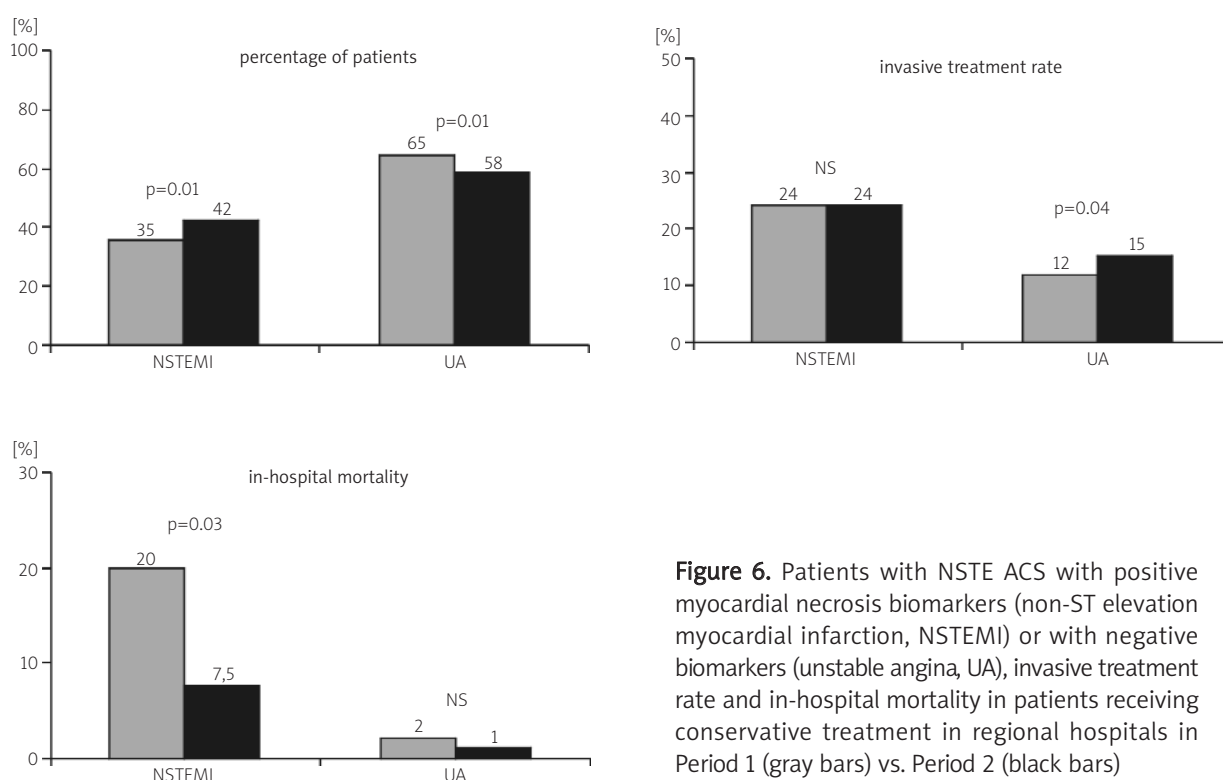 [%]
percentage of patients
100
80
60
40
20
0
p=0.01
35
42
p=0.01
65
58
NSTEMI
UA
[%]
invasive treatment rate
50
40
30
20
10
0
NS
24
24
p=0.04
12
15
NSTEMI
UA
[%]
in-hospital mortality
30
20
10
0
p=0.03
20
7,5
NS
2
1
NSTEMI
UA
Figure 6. Patients with NSTE ACS with positive
myocardial necrosis biomarkers (non-ST elevation
myocardial infarction, NSTEMI) or with negative
biomarkers (unstable angina, UA), invasive treatment
rate and in-hospital mortality in patients receiving
conservative treatment in regional hospitals in
Period 1 (gray bars) vs. Period 2 (black bars)